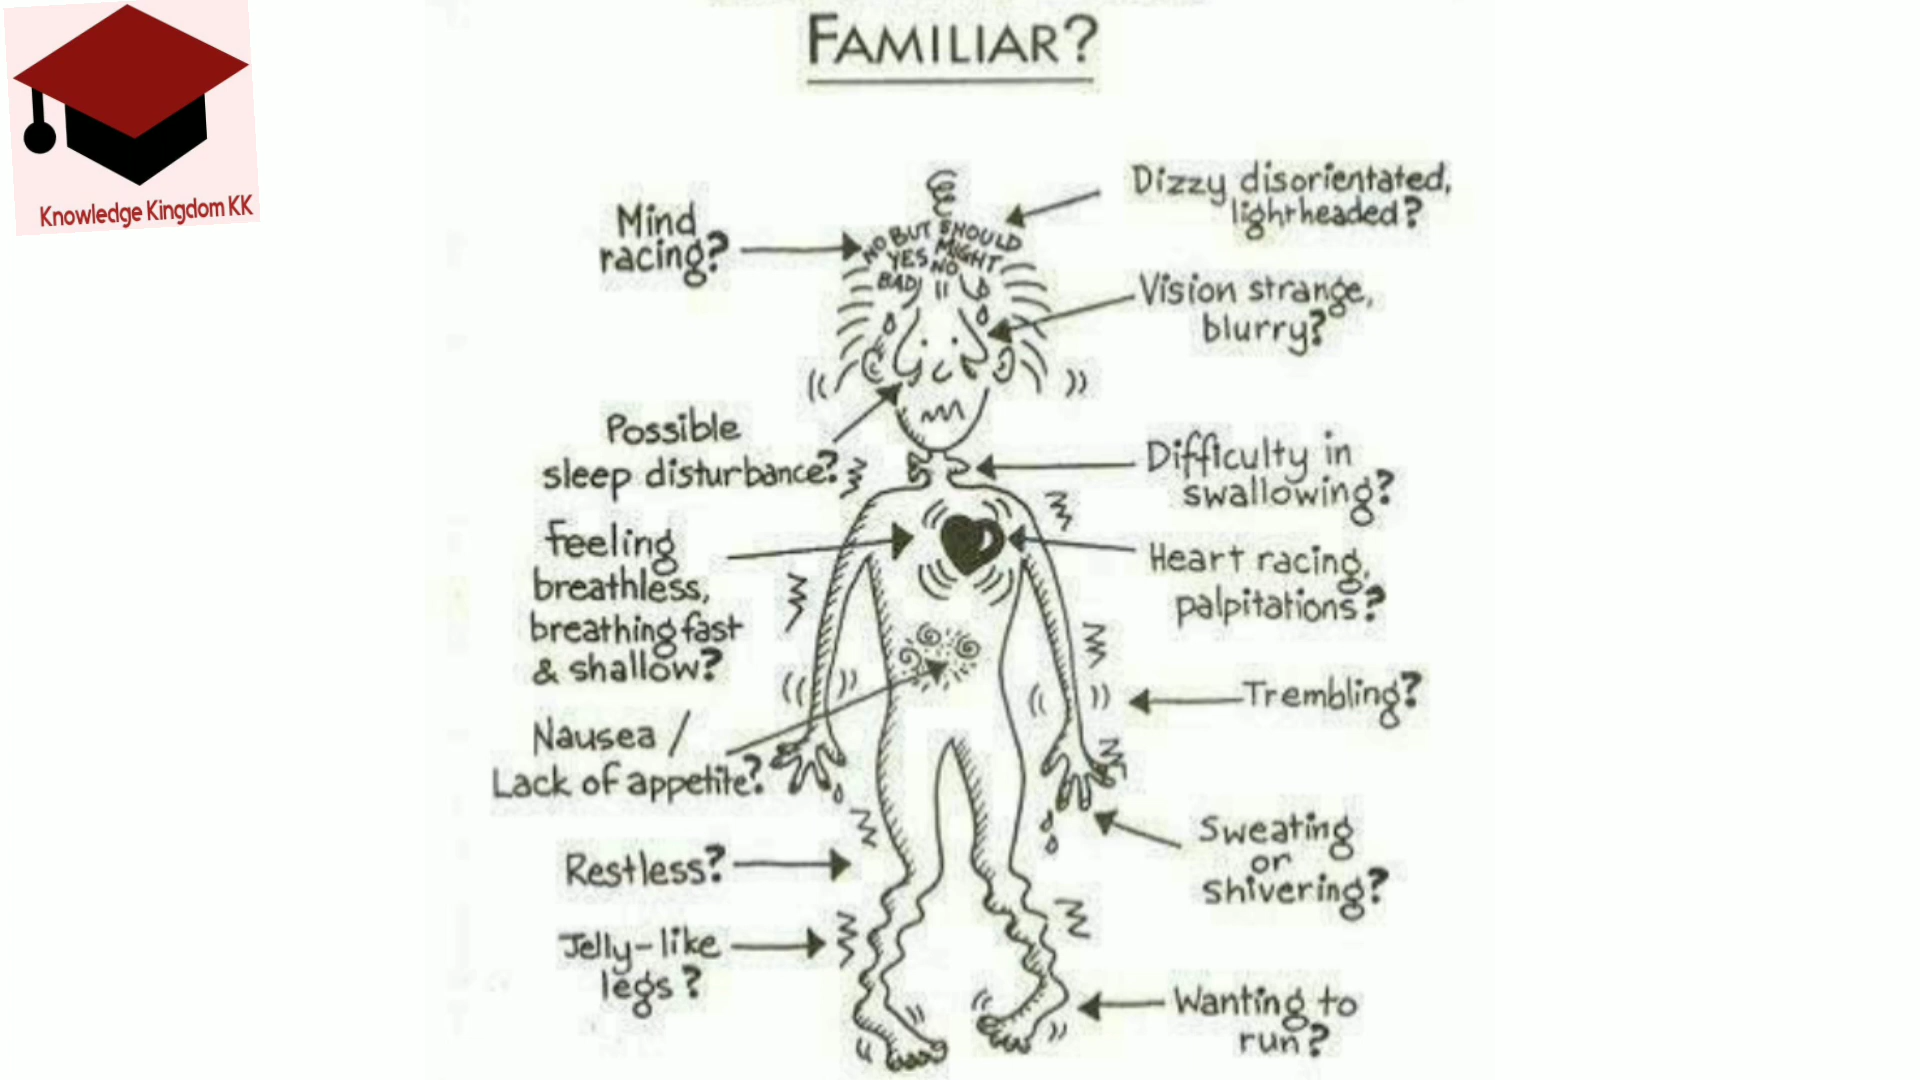 Knowledge Kingdom KK
FAMILIAR?
Mind
racing?
Dizzy disorientated,
lightheaded?
NO BUT SHOULD
YES MIGHT
NO
BAD
Vision strange,
blurry?
Possible
sleep disturbance?
Difficulty in
swallowing?
Feeling
breathless,
breathing fast
& shallow?
Heart racing,
palpitations?
Trembling?
Nausea /
Lack of appetite?
Sweating
or
shivering?
Restless?
Jelly-like
legs?
Wanting to
run?